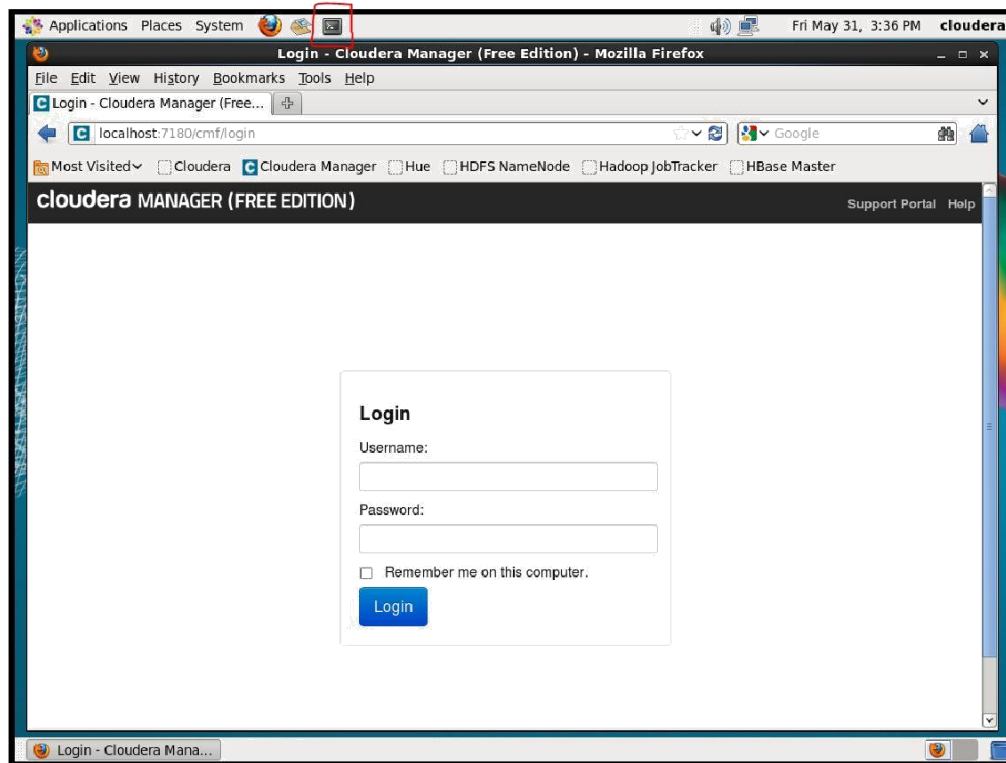 Applications Places System Fri May 31, 3:36 PM cloudera
Login - Cloudera Manager (Free Edition) - Mozilla Firefox
File Edit View History Bookmarks Tools Help
C Login - Cloudera Manager (Free...
C localhost:7180/cmf/login Google
Most Visited Cloudera C Cloudera Manager Hue HDFS NameNode Hadoop JobTracker HBase Master
cloudera MANAGER (FREE EDITION) Support Portal Help
Login
Username:
Password:
Remember me on this computer.
Login
Login - Cloudera Mana...